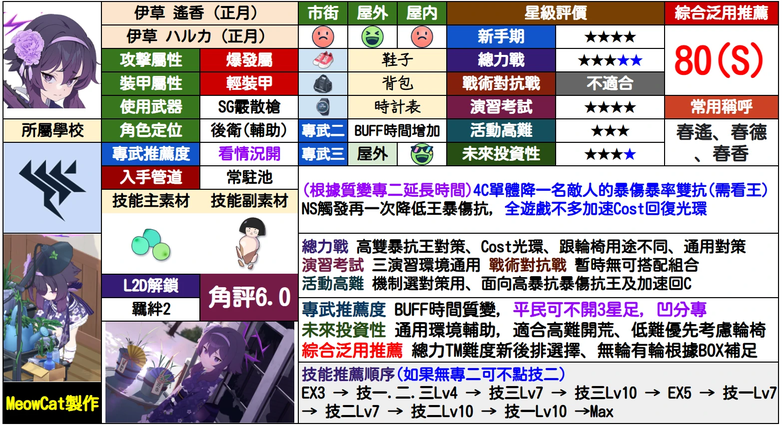 伊草 遙香（正月）
伊草 ハルカ（正月）
攻擊屬性 爆發屬
裝甲屬性 輕裝甲
使用武器 SG霰散槍
所屬學校
角色定位 後衛(輔助)
專武推薦度 看情況開
入手管道 常駐池
技能主素材 技能副素材
L2D解鎖
羈絆2
角評6.0
MeowCat製作
市街 屋外 屋內
鞋子
背包
時計表
專武二 BUFF時間增加
專武三 屋外
星級評價
新手期 ★★★★
總力戰 ★★★★★
戰術對抗戰 不適合
演習考試 ★★★★
活動高難 ★★★
未來投資性 ★★★★
綜合泛用推薦
80(S)
常用稱呼
春遙、春德
、春香
(根據質變專二延長時間)4C單體降一名敵人的暴傷暴率雙抗(需看王)
NS觸發再一次降低王暴傷抗，全遊戲不多加速Cost回復光環
總力戰 高雙暴抗王對策、Cost光環、跟輪椅用途不同、通用對策
演習考試 三演習環境通用 戰術對抗戰 暫時無可搭配組合
活動高難 機制選對策用、面向高暴抗暴傷抗王及加速回C
專武推薦度 BUFF時間質變，平民可不開3星足，凹分專
未來投資性 通用環境輔助，適合高難開荒、低難優先考慮輪椅
綜合泛用推薦 總力TM難度新後排選擇、無輪有輪根據BOX補足
技能推薦順序(如果無專二可不點技二)
EX3 → 技一.二.三Lv4 → 技三Lv7 → 技三Lv10 → EX5 → 技一Lv7
→ 技二Lv7 → 技二Lv10 → 技一Lv10 →Max